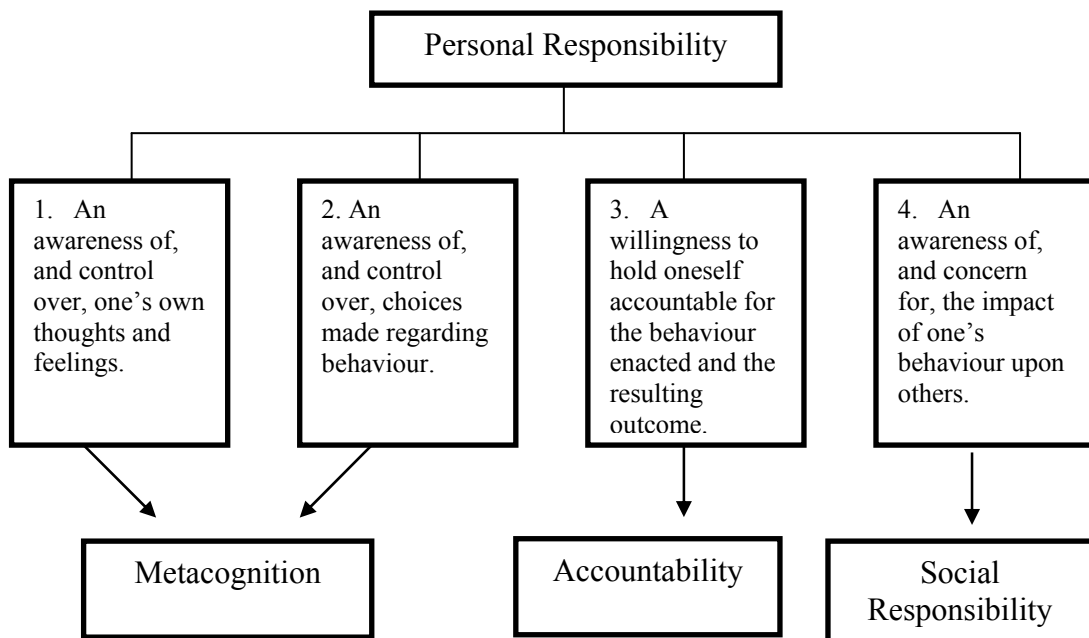 Personal Responsibility
1. An
awareness of,
and control
over, one’s own
thoughts and
feelings.
2. An
awareness of,
and control
over, choices
made regarding
behaviour.
3. A
willingness to
hold oneself
accountable for
the behaviour
enacted and the
resulting
outcome.
4. An
awareness of,
and concern
for, the impact
of one’s
behaviour upon
others.
Metacognition
Accountability
Social
Responsibility